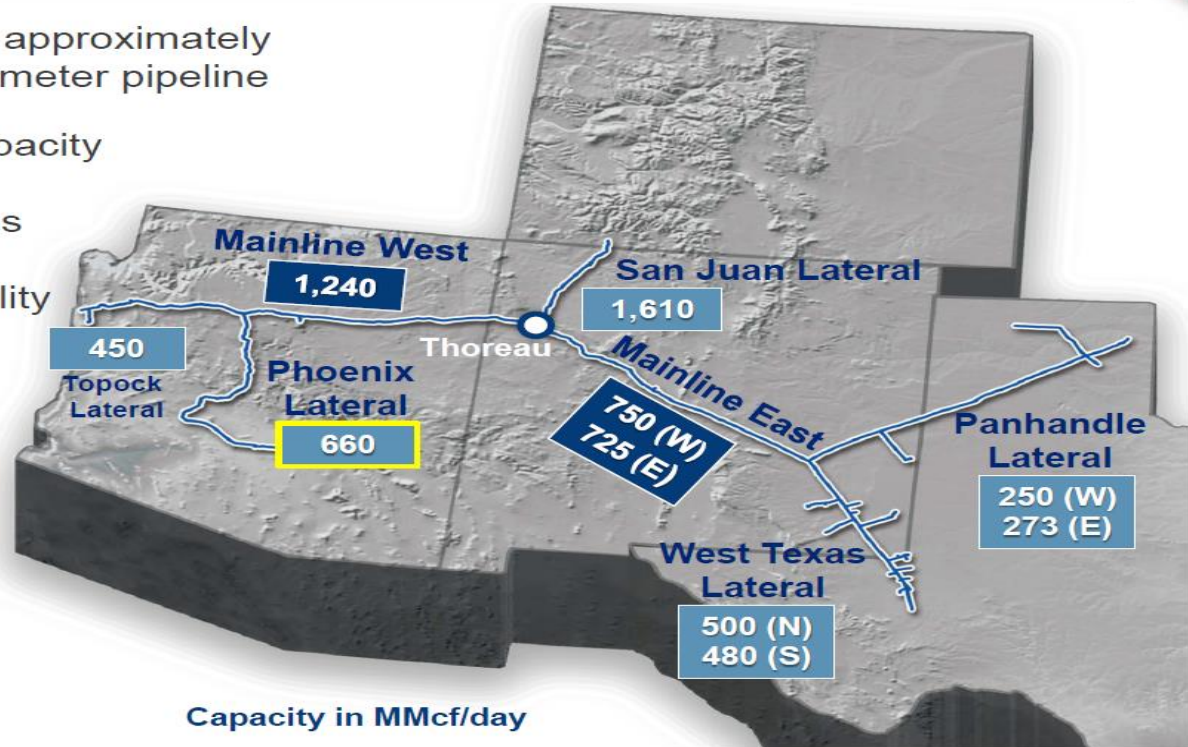 approximately
meter pipeline
pacity
s
lity
Mainline West
1,240
San Juan Lateral
1,610
450
Topock
Lateral
Thoreau
Phoenix
Lateral
660
Mainline East
750 (W)
725 (E)
Panhandle
Lateral
250 (W)
273 (E)
West Texas
Lateral
500 (N)
480 (S)
Capacity in MMcf/day